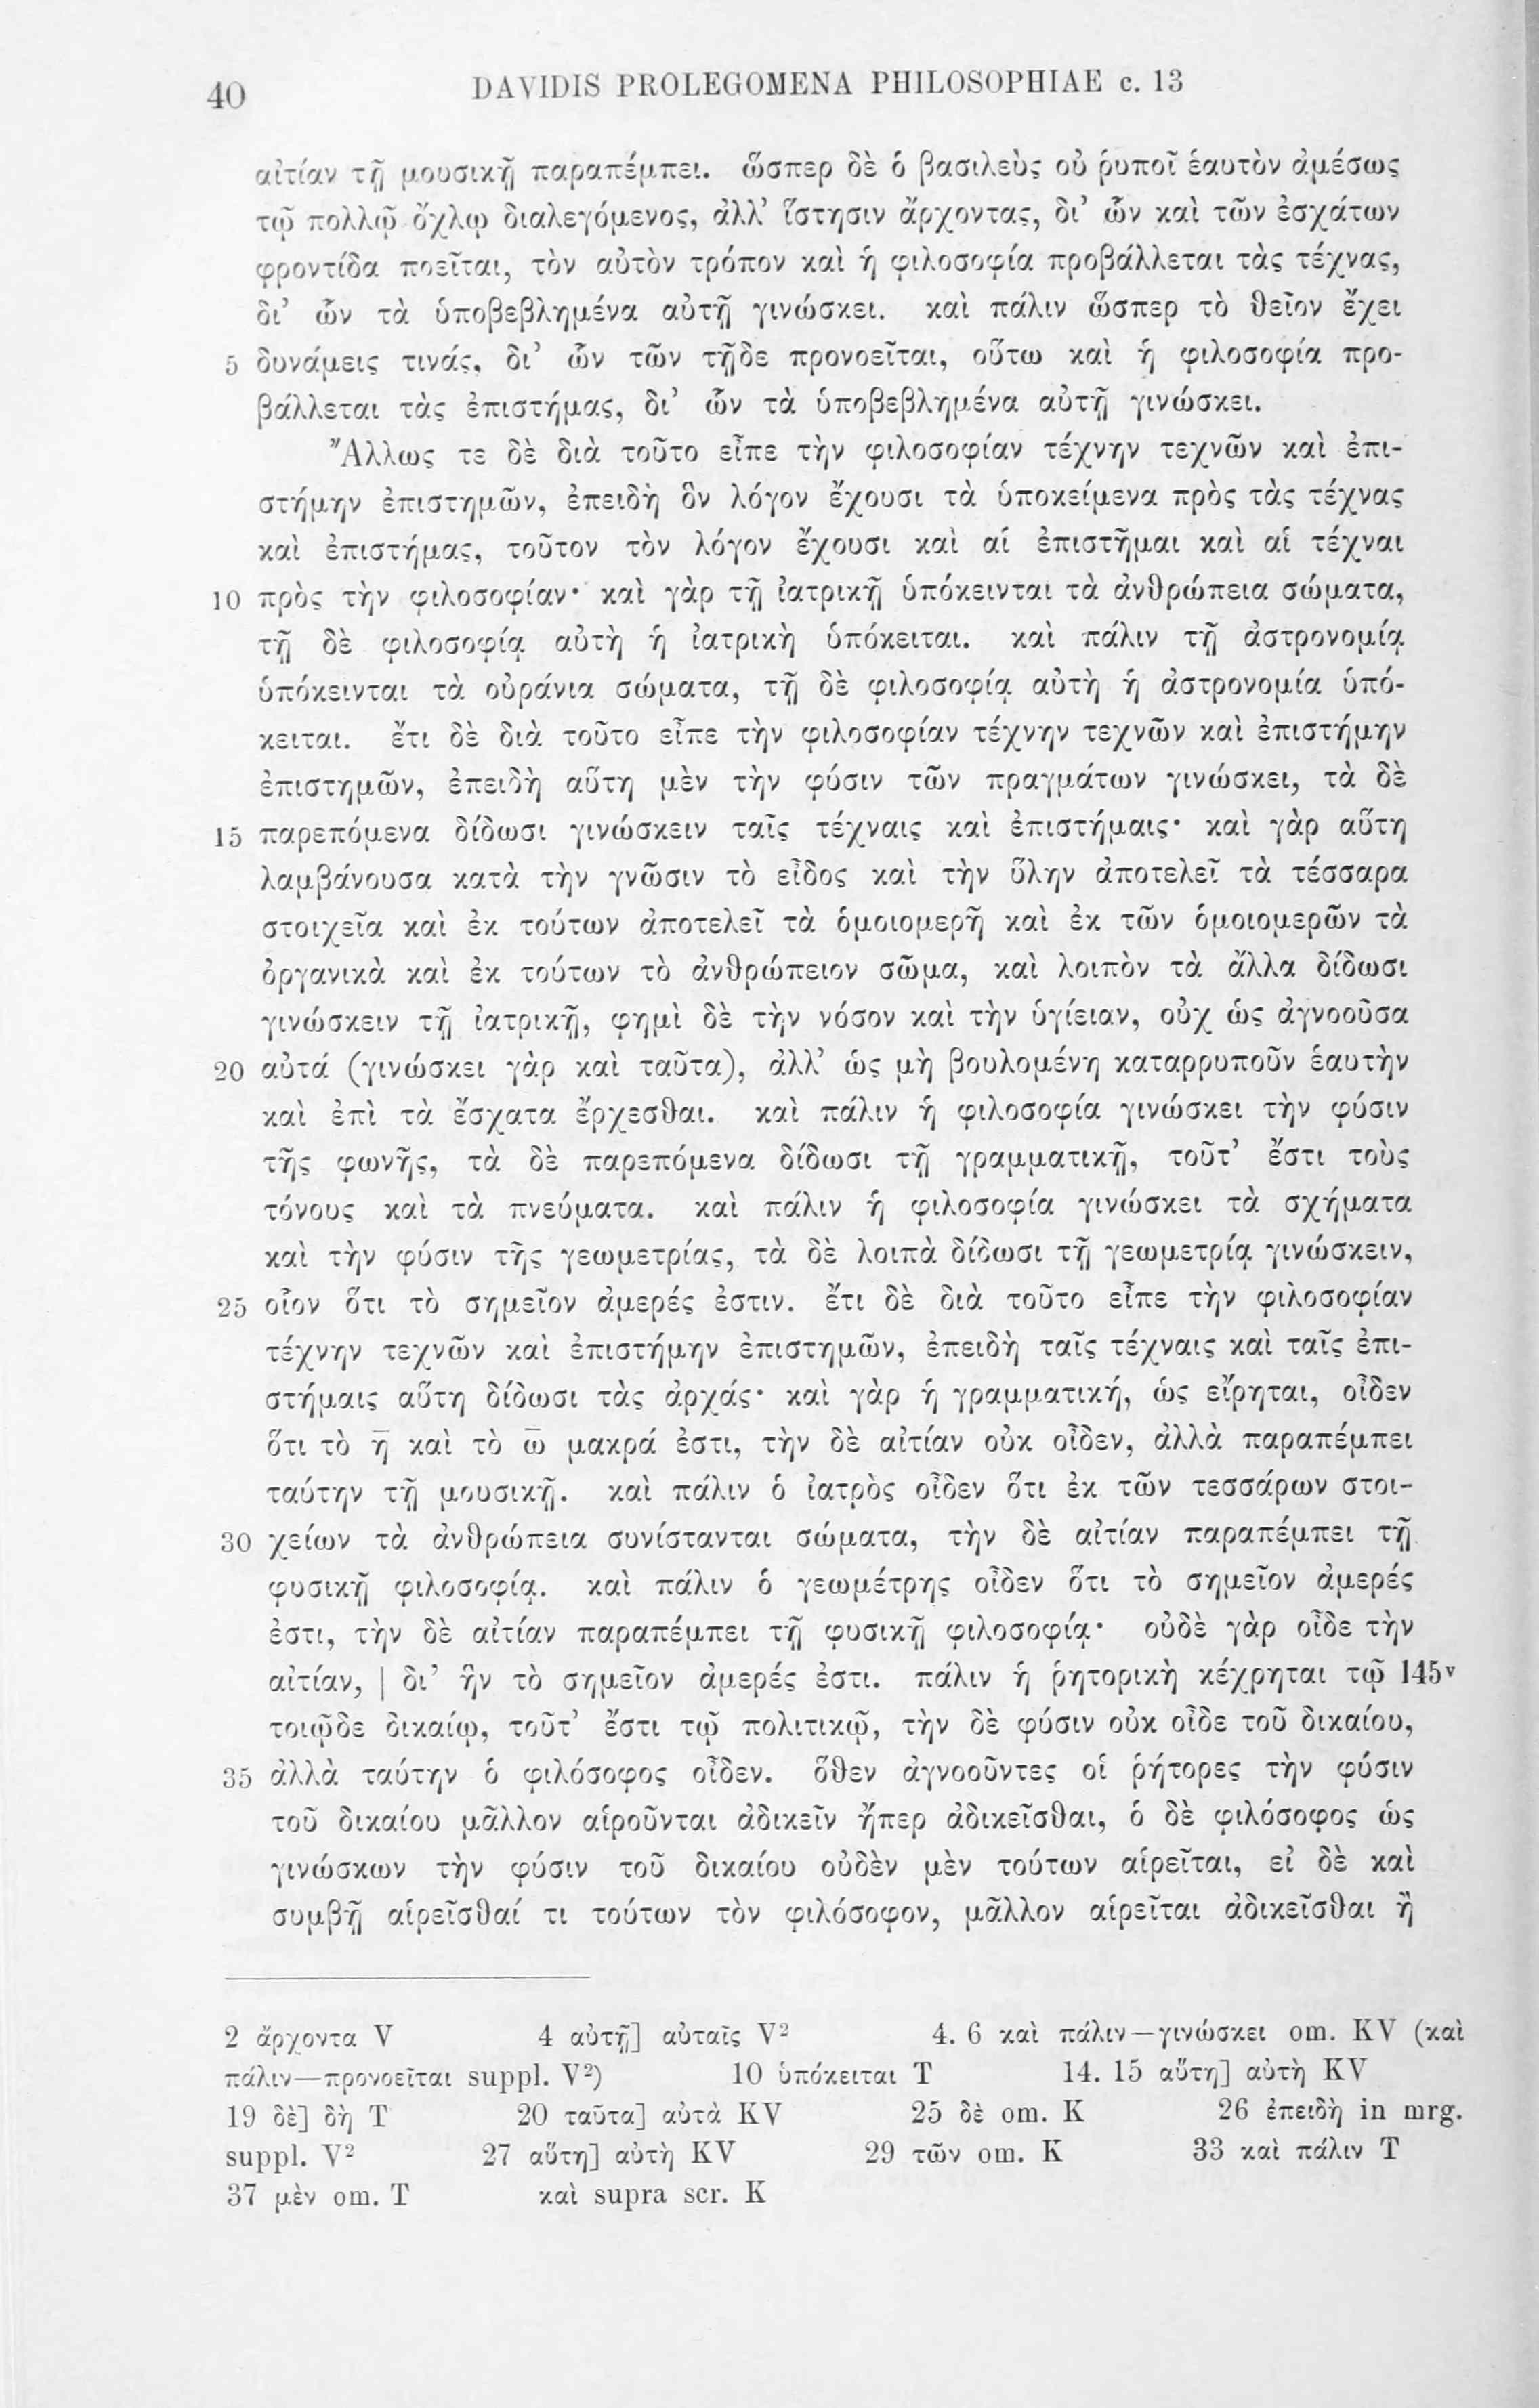 40 DAVIDIS PROLEGOMENA PHILOSOPHIAE c. 13
αἰτίαν τῇ μουσικῇ παραπέμπει. ὥσπερ δὲ ὁ βασιλεὺς οὐ ῥυποῖ ἑαυτὸν ἀμέσως
τῷ πολλῷ ὄχλῳ διαλεγόμενος, ἀλλ’ ἵστησιν ἄρχοντας, δι’ ὧν καὶ τῶν ἐσχάτων
φροντίδα ποεῖται, τὸν αὐτὸν τρόπον καὶ ἡ φιλοσοφία προβάλλεται τὰς τέχνας,
δι’ ὧν τὰ ὑποβεβλημένα αὐτῇ γινώσκει. καὶ πάλιν ὥσπερ τὸ θεῖον ἔχει
5 δυνάμεις τινάς, δι’ ὧν τῶν τῇδε προνοεῖται, οὕτω καὶ ἡ φιλοσοφία προ-
βάλλεται τὰς ἐπιστήμας, δι’ ὧν τὰ ὑποβεβλημένα αὐτῇ γινώσκει.
Ἄλλως τε δὲ διὰ τοῦτο εἶπε τὴν φιλοσοφίαν τέχνην τεχνῶν καὶ ἐπι-
στήμην ἐπιστημῶν, ἐπειδὴ ὃν λόγον ἔχουσι τὰ ὑποκείμενα πρὸς τὰς τέχνας
καὶ ἐπιστήμας, τοῦτον τὸν λόγον ἔχουσι καὶ αἱ ἐπιστῆμαι καὶ αἱ τέχναι
10 πρὸς τὴν φιλοσοφίαν· καὶ γὰρ τῇ ἰατρικῇ ὑπόκεινται τὰ ἀνθρώπεια σώματα,
τῇ δὲ φιλοσοφίᾳ αὐτὴ ἡ ἰατρικὴ ὑπόκειται. καὶ πάλιν τῇ ἀστρονομίᾳ
ὑπόκεινται τὰ οὐράνια σώματα, τῇ δὲ φιλοσοφίᾳ αὐτὴ ἡ ἀστρονομία ὑπό-
κειται. ἔτι δὲ διὰ τοῦτο εἶπε τὴν φιλοσοφίαν τέχνην τεχνῶν καὶ ἐπιστήμην
ἐπιστημῶν, ἐπειδὴ αὕτη μὲν τὴν φύσιν τῶν πραγμάτων γινώσκει, τὰ δὲ
15 παρεπόμενα δίδωσι γινώσκειν ταῖς τέχναις καὶ ἐπιστήμαις· καὶ γὰρ αὕτη
λαμβάνουσα κατὰ τὴν γνῶσιν τὸ εἶδος καὶ τὴν ὕλην ἀποτελεῖ τὰ τέσσαρα
στοιχεῖα καὶ ἐκ τούτων ἀποτελεῖ τὰ ὁμοιομερῆ καὶ ἐκ τῶν ὁμοιομερῶν τὰ
ὀργανικὰ καὶ ἐκ τούτων τὸ ἀνθρώπειον σῶμα, καὶ λοιπὸν τὰ ἄλλα δίδωσι
γινώσκειν τῇ ἰατρικῇ, φημὶ δὲ τὴν νόσον καὶ τὴν ὑγίειαν, οὐχ ὡς ἀγνοοῦσα
20 αὐτά (γινώσκει γὰρ καὶ ταῦτα), ἀλλ’ ὡς μὴ βουλομένη καταρρυποῦν ἑαυτὴν
καὶ ἐπὶ τὰ ἔσχατα ἔρχεσθαι. καὶ πάλιν ἡ φιλοσοφία γινώσκει τὴν φύσιν
τῆς φωνῆς, τὰ δὲ παρεπόμενα δίδωσι τῇ γραμματικῇ, τοῦτ’ ἔστι τοὺς
τόνους καὶ τὰ πνεύματα. καὶ πάλιν ἡ φιλοσοφία γινώσκει τὰ σχήματα
καὶ τὴν φύσιν τῆς γεωμετρίας, τὰ δὲ λοιπὰ δίδωσι τῇ γεωμετρίᾳ γινώσκειν,
25 οἷον ὅτι τὸ σημεῖον ἀμερές ἐστιν. ἔτι δὲ διὰ τοῦτο εἶπε τὴν φιλοσοφίαν
τέχνην τεχνῶν καὶ ἐπιστήμην ἐπιστημῶν, ἐπειδὴ ταῖς τέχναις καὶ ταῖς ἐπι-
στήμαις αὕτη δίδωσι τὰς ἀρχάς· καὶ γὰρ ἡ γραμματική, ὡς εἴρηται, οἶδεν
ὅτι τὸ η̄ καὶ τὸ ω̄ μακρά ἐστι, τὴν δὲ αἰτίαν οὐκ οἶδεν, ἀλλὰ παραπέμπει
ταύτην τῇ μουσικῇ. καὶ πάλιν ὁ ἰατρὸς οἶδεν ὅτι ἐκ τῶν τεσσάρων στοι-
30 χείων τὰ ἀνθρώπεια συνίστανται σώματα, τὴν δὲ αἰτίαν παραπέμπει τῇ
φυσικῇ φιλοσοφίᾳ. καὶ πάλιν ὁ γεωμέτρης οἶδεν ὅτι τὸ σημεῖον ἀμερές
ἐστι, τὴν δὲ αἰτίαν παραπέμπει τῇ φυσικῇ φιλοσοφίᾳ· οὐδὲ γὰρ οἶδε τὴν
αἰτίαν, | δι’ ἣν τὸ σημεῖον ἀμερές ἐστι. πάλιν ἡ ῥητορικὴ κέχρηται τῷ 145ᵛ
τοιῷδε δικαίῳ, τοῦτ’ ἔστι τῷ πολιτικῷ, τὴν δὲ φύσιν οὐκ οἶδε τοῦ δικαίου,
35 ἀλλὰ ταύτην ὁ φιλόσοφος οἶδεν. ὅθεν ἀγνοοῦντες οἱ ῥήτορες τὴν φύσιν
τοῦ δικαίου μᾶλλον αἱροῦνται ἀδικεῖν ἤπερ ἀδικεῖσθαι, ὁ δὲ φιλόσοφος ὡς
γινώσκων τὴν φύσιν τοῦ δικαίου οὐδὲν μὲν τούτων αἱρεῖται, εἰ δὲ καὶ
συμβῇ αἱρεῖσθαί τι τούτων τὸν φιλόσοφον, μᾶλλον αἱρεῖται ἀδικεῖσθαι ἢ
2 ἄρχοντα V 4 αὐτῇ] αὐταῖς V² 4. 6 καὶ πάλιν—γινώσκει om. KV (καὶ
πάλιν—προνοεῖται suppl. V²) 10 ὑπόκειται T 14. 15 αὕτη] αὐτὴ KV
19 δὲ] δὴ T 20 ταῦτα] αὐτὰ KV 25 δὲ om. K 26 ἐπειδὴ in mrg.
suppl. V² 27 αὕτη] αὐτὴ KV 29 τῶν om. K 33 καὶ πάλιν T
37 μὲν om. T καὶ supra scr. K